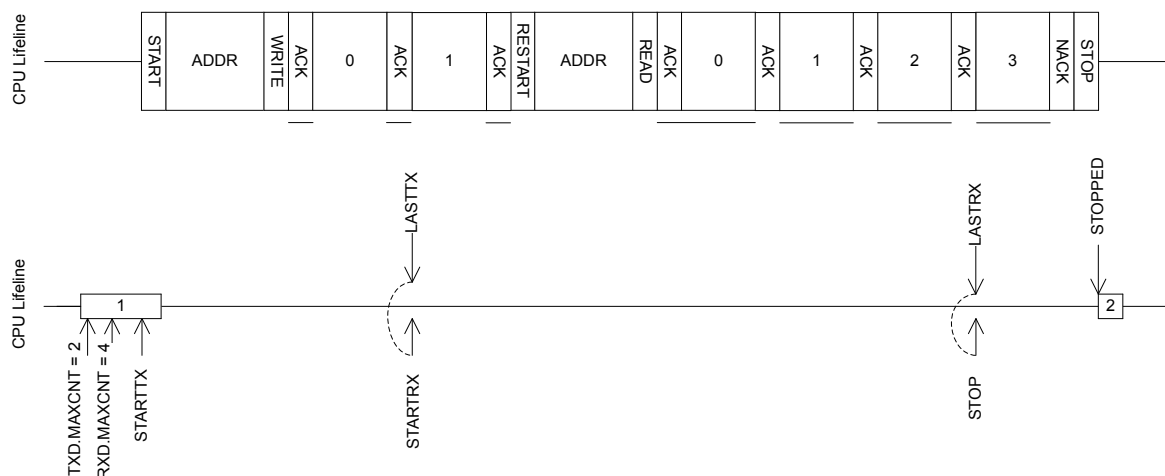 CPU Lifeline
START
ADDR
WRITE
ACK
0
ACK
1
ACK
RESTART
ADDR
READ
ACK
0
ACK
1
ACK
2
ACK
3
NACK
STOP
LASTTX
LASTRX
STOPPED
CPU Lifeline
1
2
TXD.MAXCNT = 2
RXD.MAXCNT = 4
STARTTX
STARTRX
STOP